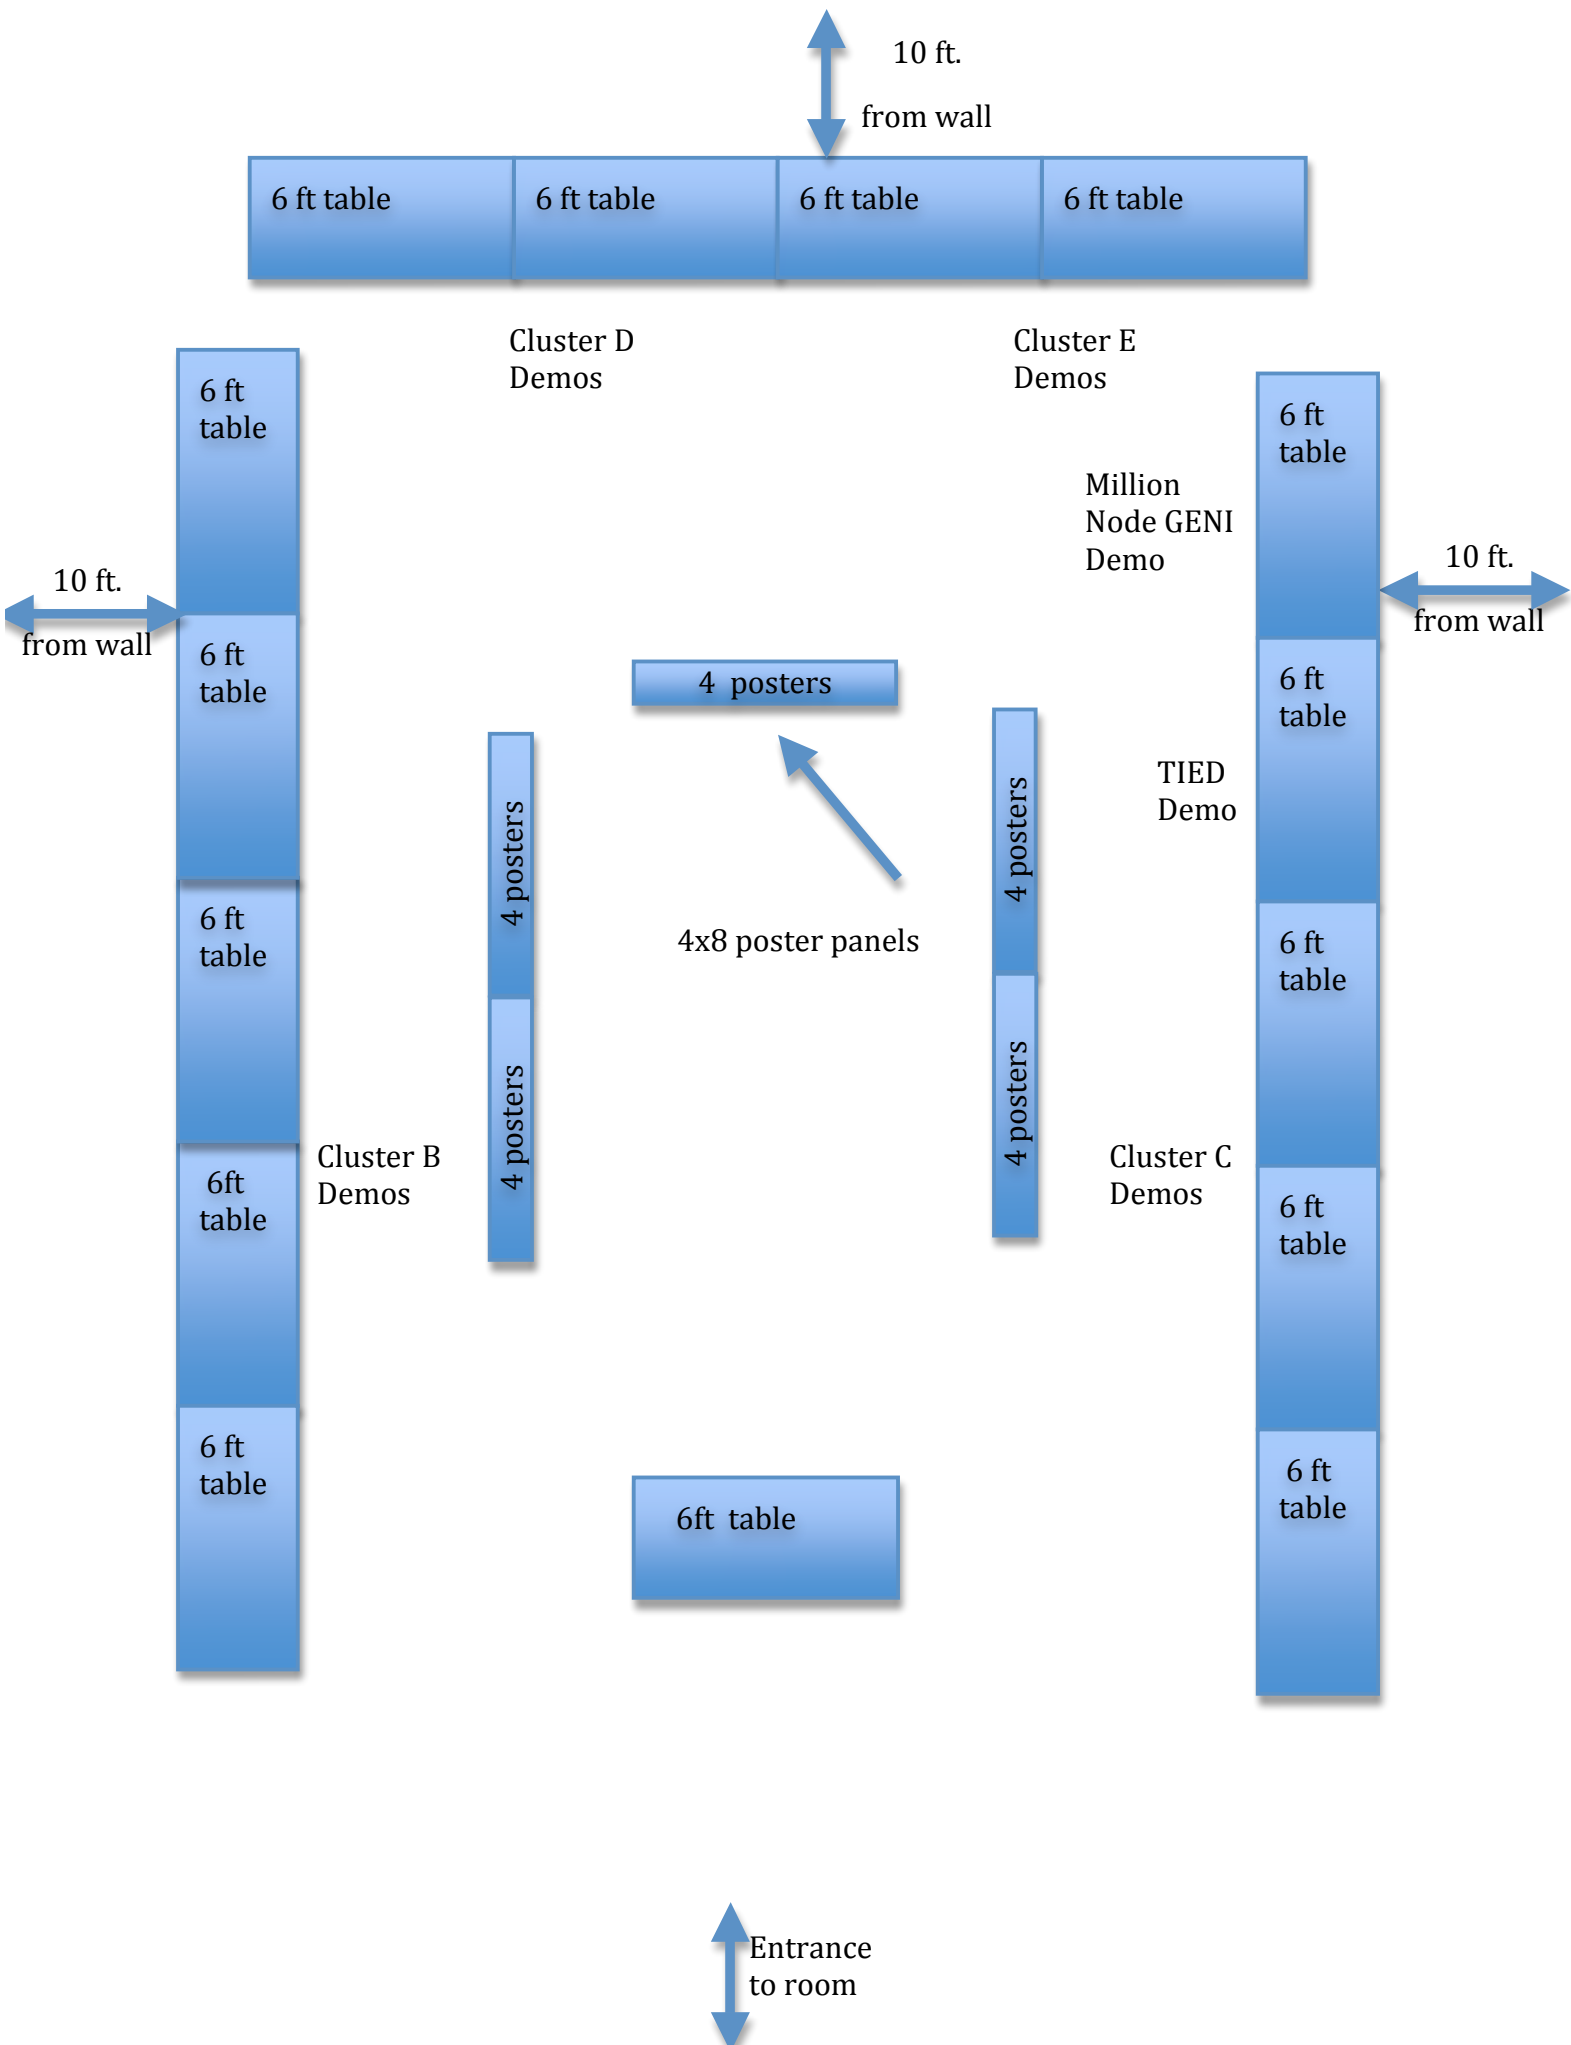 10 ft.
from wall
6 ft table
6 ft table
6 ft table
6 ft table
Cluster D
Demos
Cluster E
Demos
6 ft
table
6 ft
table
Million
Node GENI
Demo
10 ft.
from wall
10 ft.
from wall
6 ft
table
4  posters
6 ft
table
TIED
Demo
4 posters
4 posters
4x8 poster panels
6 ft
table
6 ft
table
4 posters
4 posters
Cluster B
Demos
Cluster C
Demos
6ft
table
6 ft
table
6 ft
table
6 ft
table
6ft  table
Entrance
to room